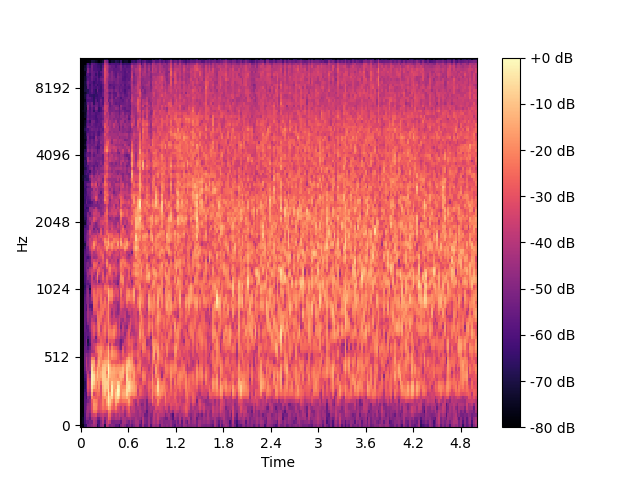 8192
4096
2048
1024
512
0
Hz
0 0.6 1.2 1.8 2.4 3 3.6 4.2 4.8
Time
+0 dB
-10 dB
-20 dB
-30 dB
-40 dB
-50 dB
-60 dB
-70 dB
-80 dB